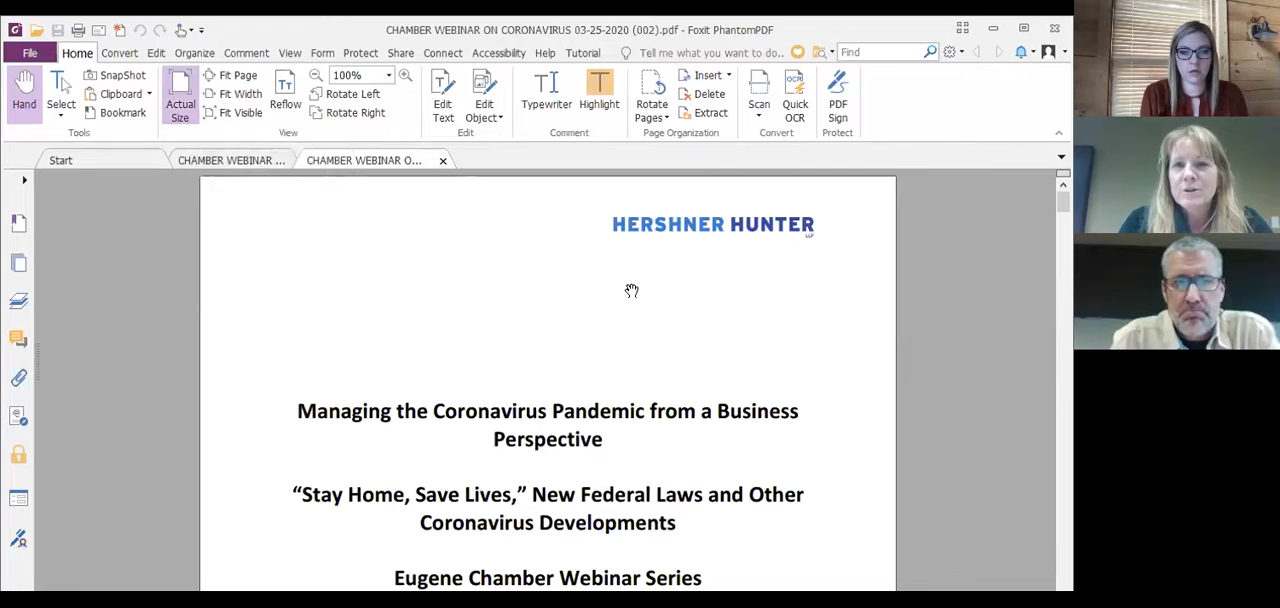 CHAMBER WEBINAR ON CORONAVIRUS 03-25-2020 (002).pdf - Foxit PhantomPDF
File Home Convert Edit Organize Comment View Form Protect Share Connect Accessibility Help Tutorial Tell me what you want to do... Find
Hand
Select
SnapShot
Clipboard
Bookmark
Tools
Actual Size
Fit Page
Fit Width
Fit Visible
Reflow
100%
Rotate Left
Rotate Right
View
Edit Text
Edit Object
Edit
Typewriter
Highlight
Comment
Rotate Pages
Insert
Delete
Extract
Page Organization
Scan
Quick OCR
OCR
Convert
PDF Sign
Protect
Start CHAMBER WEBINAR ... CHAMBER WEBINAR O...
HERSHNER HUNTER
LLP
Managing the Coronavirus Pandemic from a Business
Perspective
“Stay Home, Save Lives,” New Federal Laws and Other
Coronavirus Developments
Eugene Chamber Webinar Series